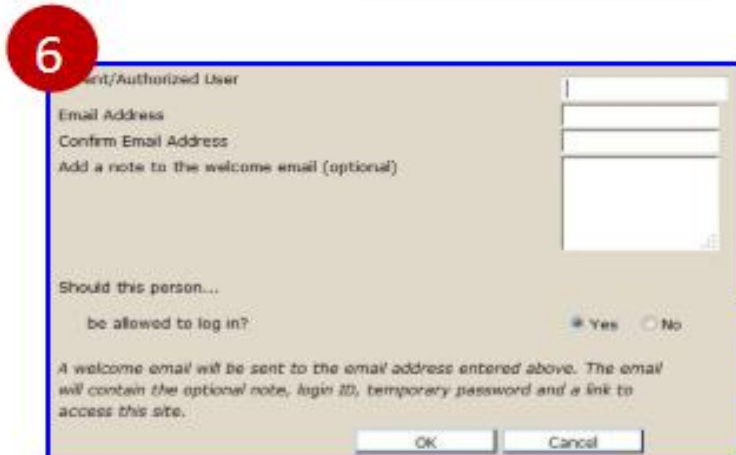 6
ent/Authorized User
Email Address
Confirm Email Address
Add a note to the welcome email (optional)
Should this person...
be allowed to log in?
Yes No
A welcome email will be sent to the email address entered above. The email
will contain the optional note, login ID, temporary password and a link to
access this site.
OK Cancel